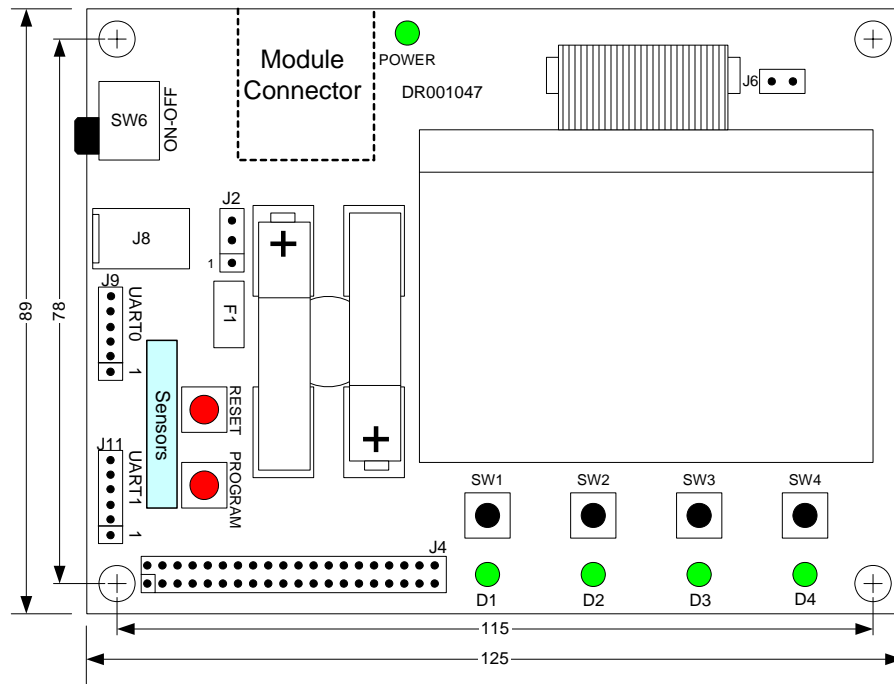 Module
Connector
POWER
DR001047
J6
SW6
ON-OFF
J2
1
J8
+
J9
UART0
1
F1
89
78
Sensors
RESET
+
J11
UART1
1
PROGRAM
SW1
SW2
SW3
SW4
J4
D1
D2
D3
D4
115
125